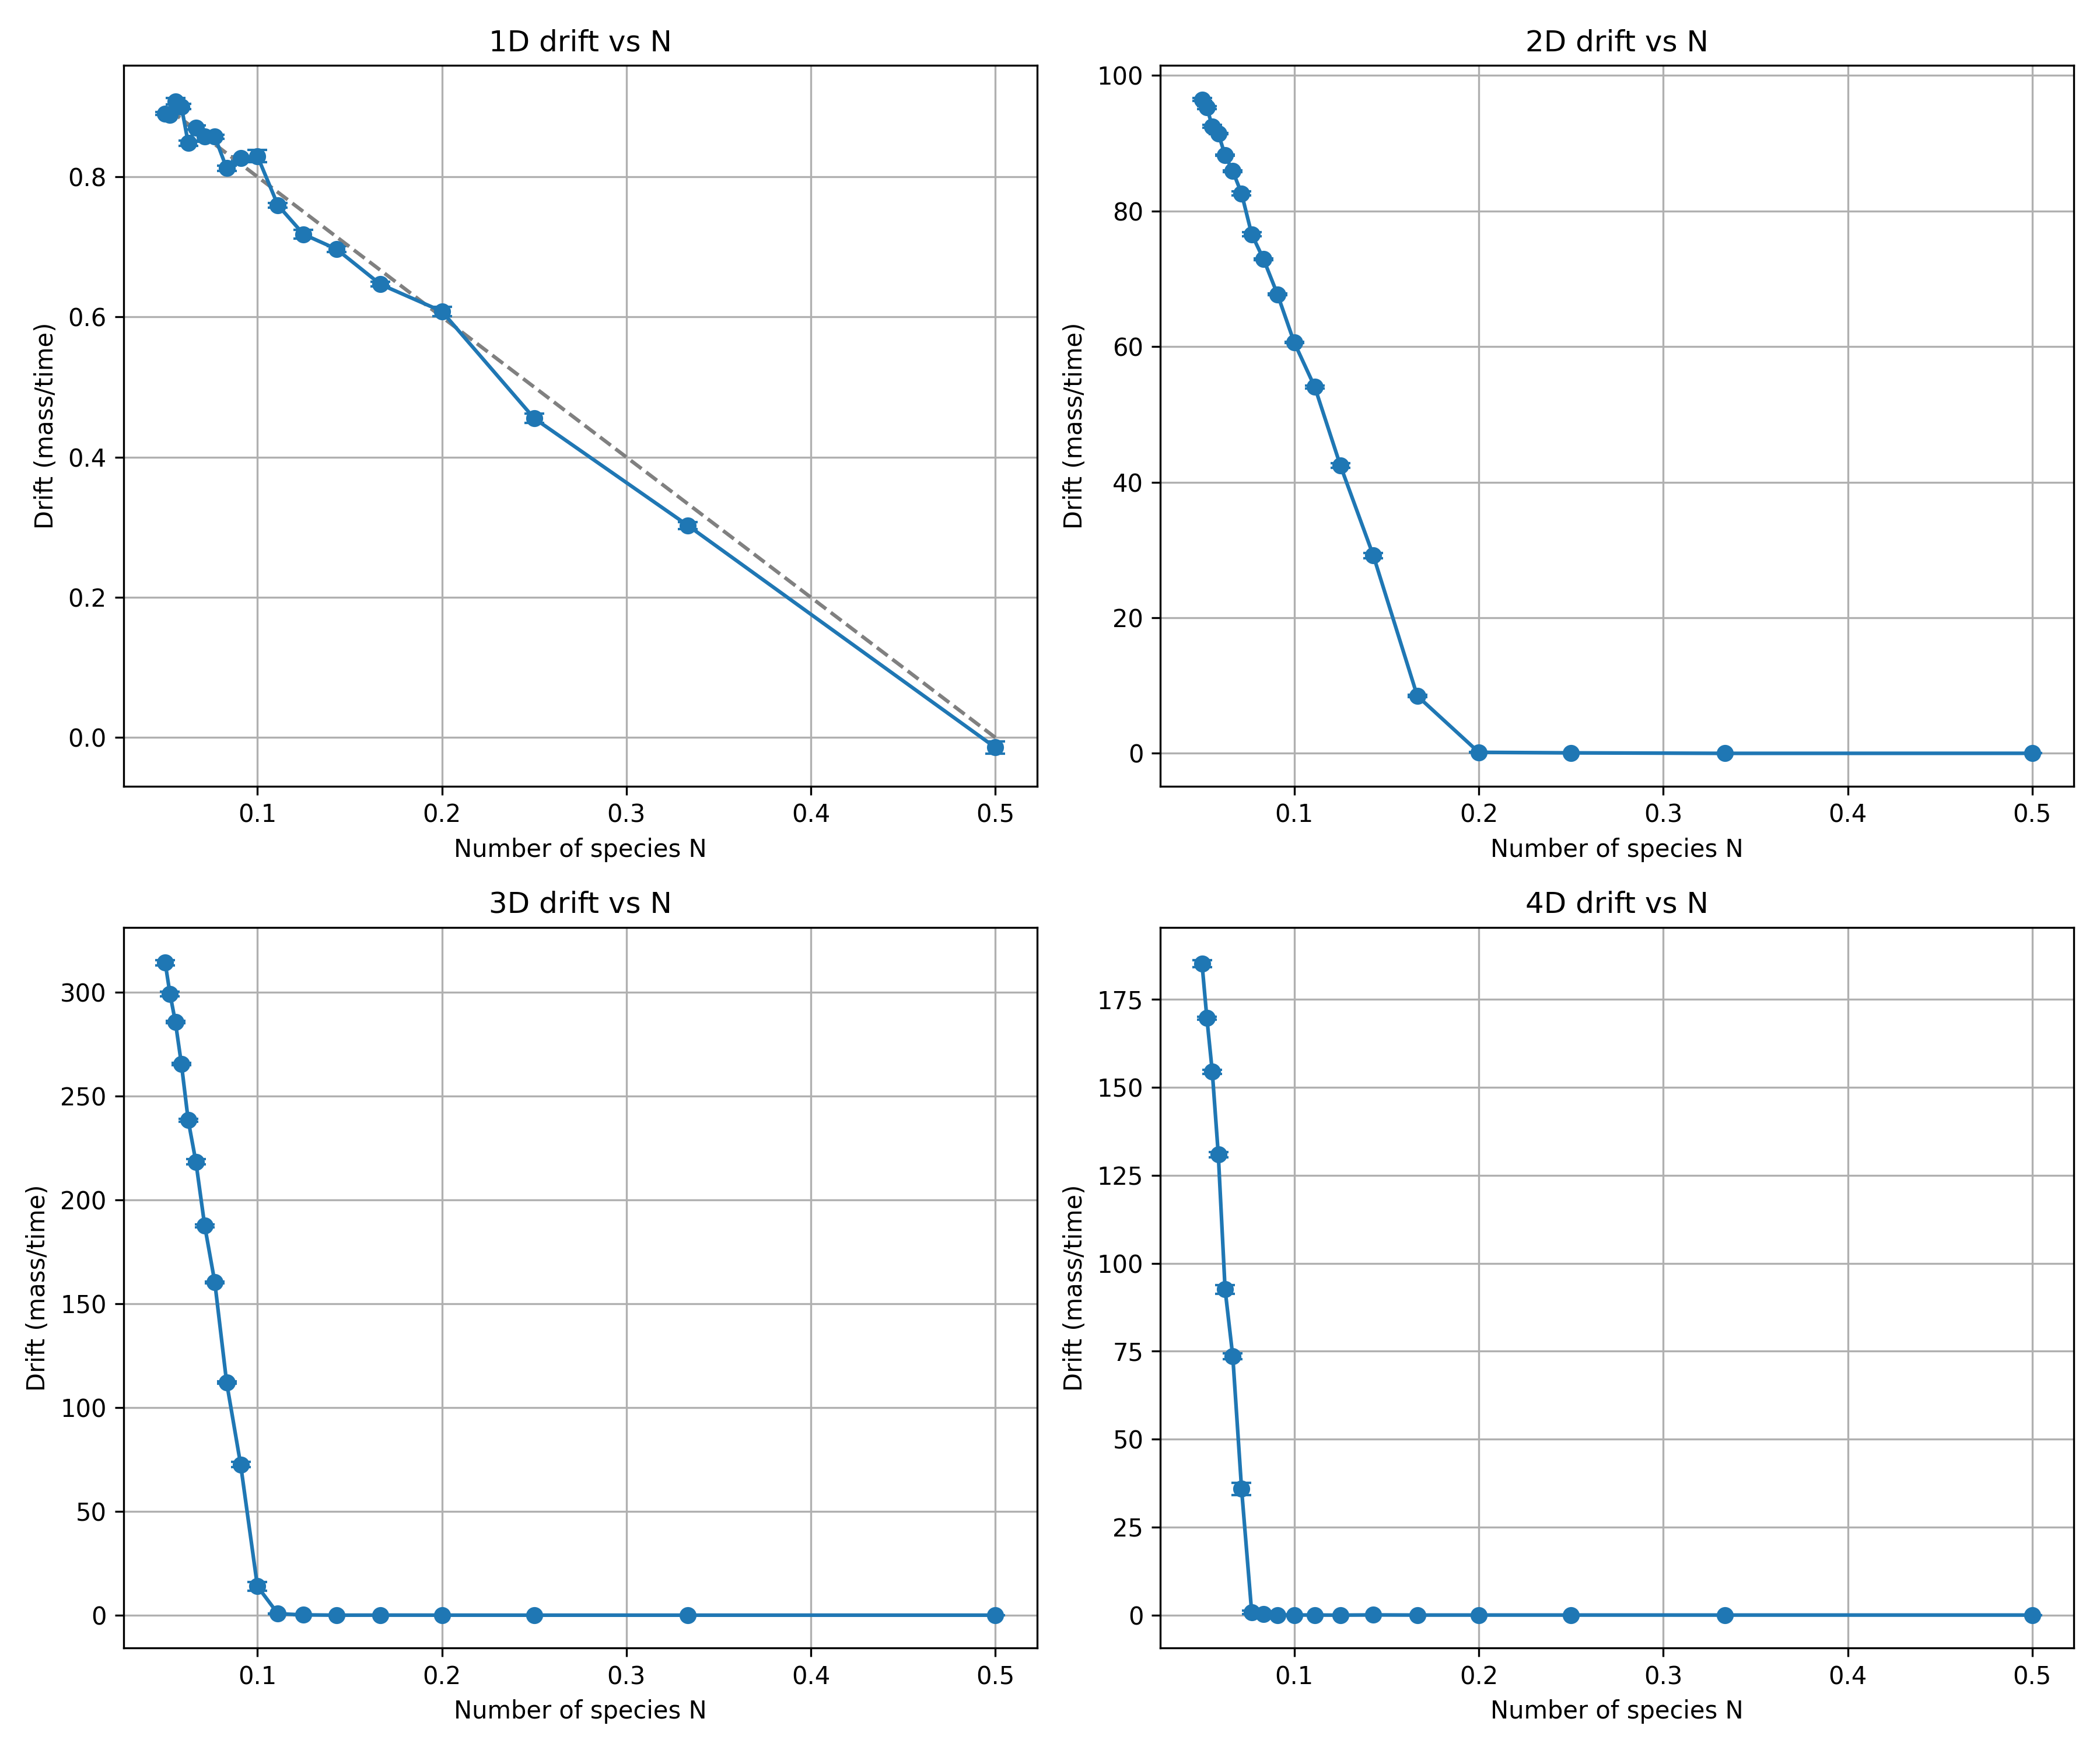 1D drift vs N
Drift (mass/time)
0.8
0.6
0.4
0.2
0.0
0.1 0.2 0.3 0.4 0.5
Number of species N
2D drift vs N
Drift (mass/time)
100
80
60
40
20
0
0.1 0.2 0.3 0.4 0.5
Number of species N
3D drift vs N
Drift (mass/time)
300
250
200
150
100
50
0
0.1 0.2 0.3 0.4 0.5
Number of species N
4D drift vs N
Drift (mass/time)
175
150
125
100
75
50
25
0
0.1 0.2 0.3 0.4 0.5
Number of species N